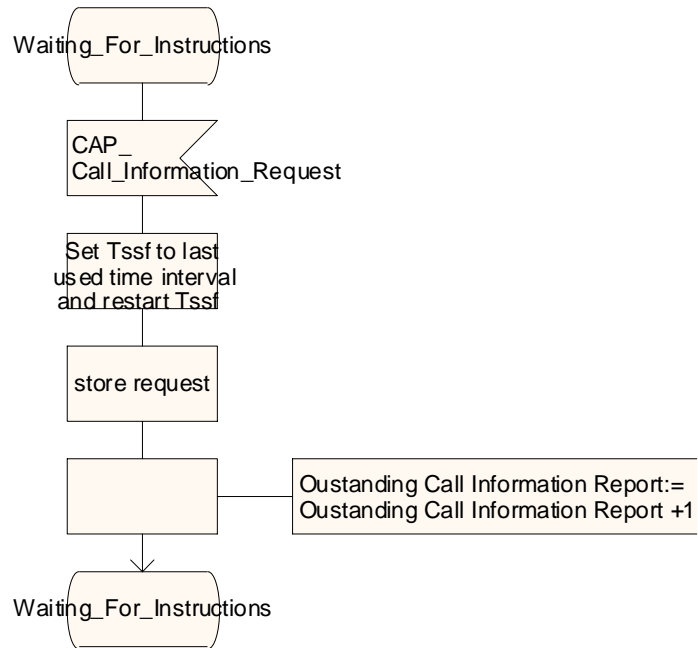 Waiting_For_Instructions
CAP_
Call_Information_Request
Set Tssf to last
used time interval
and restart Tssf
store request
Oustanding Call Information Report:=
Oustanding Call Information Report +1
Waiting_For_Instructions